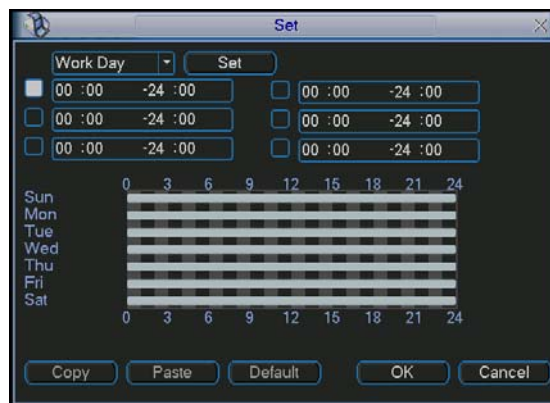 Set
Work Day Set
00 :00 -24 :00 00 :00 -24 :00
00 :00 -24 :00 00 :00 -24 :00
00 :00 -24 :00 00 :00 -24 :00
0 3 6 9 12 15 18 21 24
Sun
Mon
Tue
Wed
Thu
Fri
Sat
0 3 6 9 12 15 18 21 24
Copy Paste Default OK Cancel